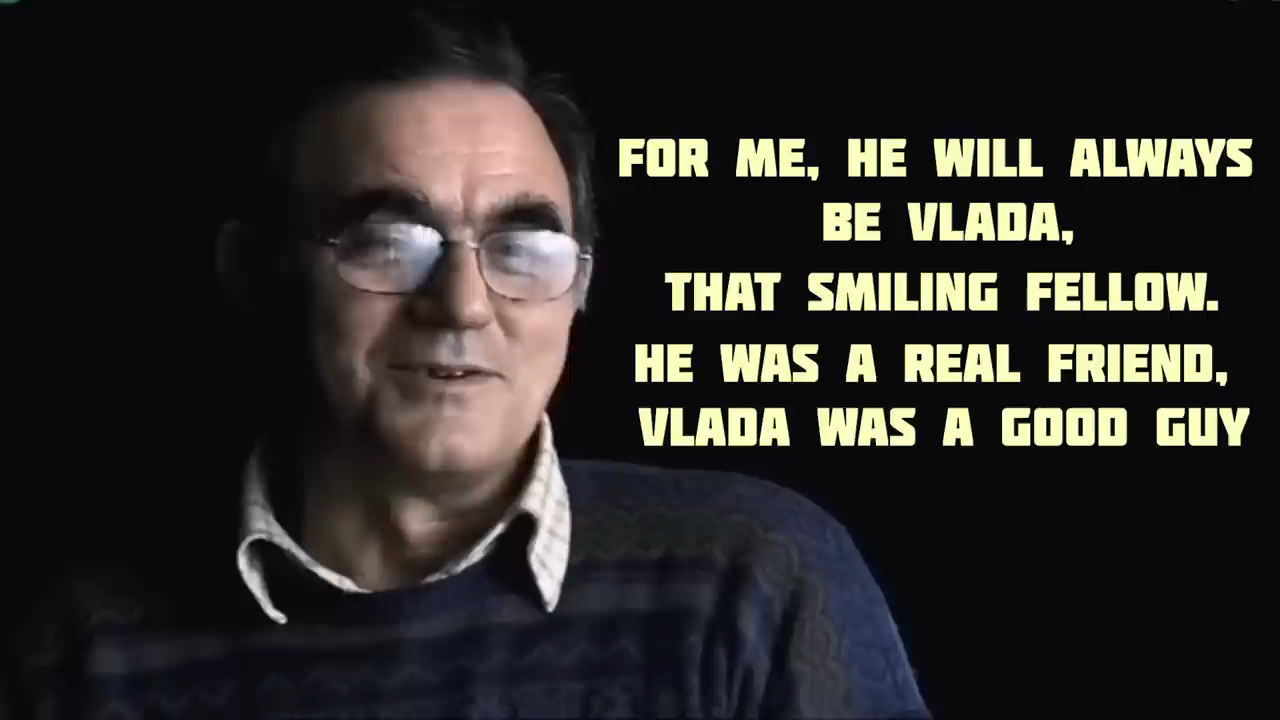 FOR ME, HE WILL ALWAYS
BE VLADA,
THAT SMILING FELLOW.
HE WAS A REAL FRIEND,
VLADA WAS A GOOD GUY